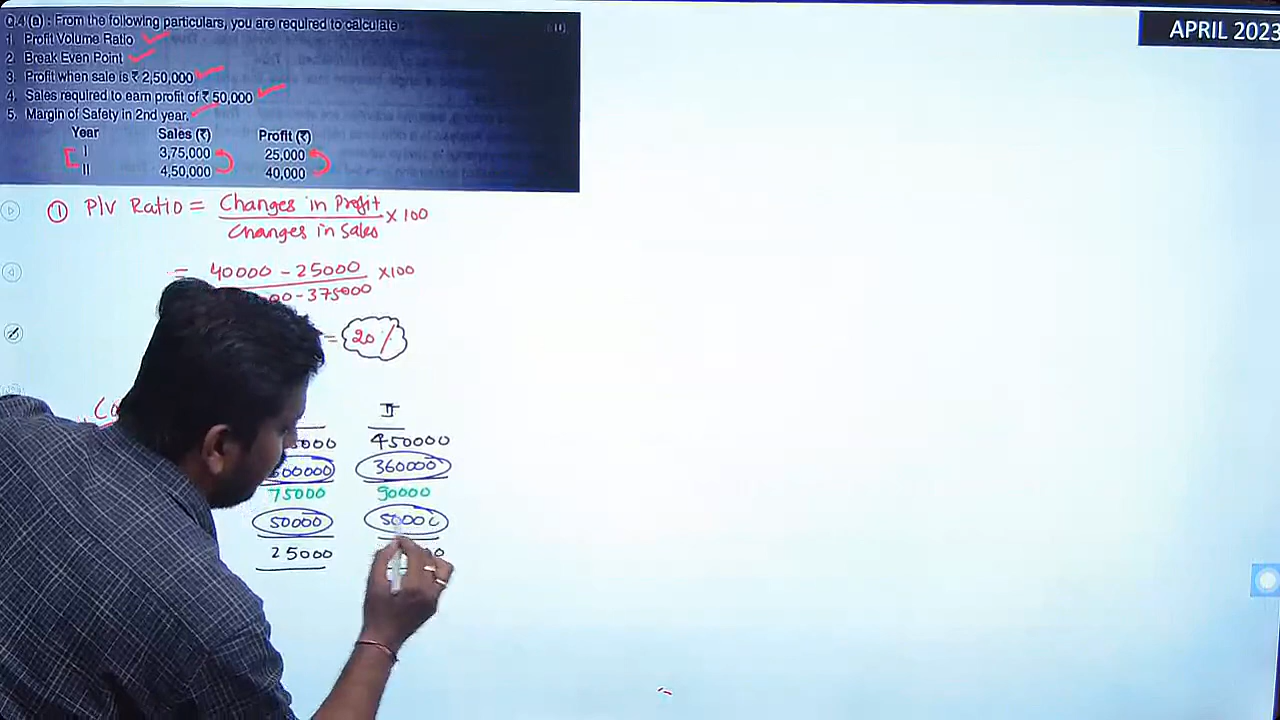 APRIL 2023
Q.4 (a) : From the following particulars, you are required to calculate
1. Profit Volume Ratio
2. Break Even Point
3. Profit when sale is ₹ 2,50,000
4. Sales required to earn profit of ₹ 50,000
5. Margin of Safety in 2nd year.
Year Sales (₹) Profit (₹)
I 3,75,000 25,000
II 4,50,000 40,000
① P/V Ratio = Changes in Profit
Changes in Sales × 100
= 40000 - 25000 × 100
- 375000
= 20%
II
450000
360000
75000 90000
50000 5000
25000